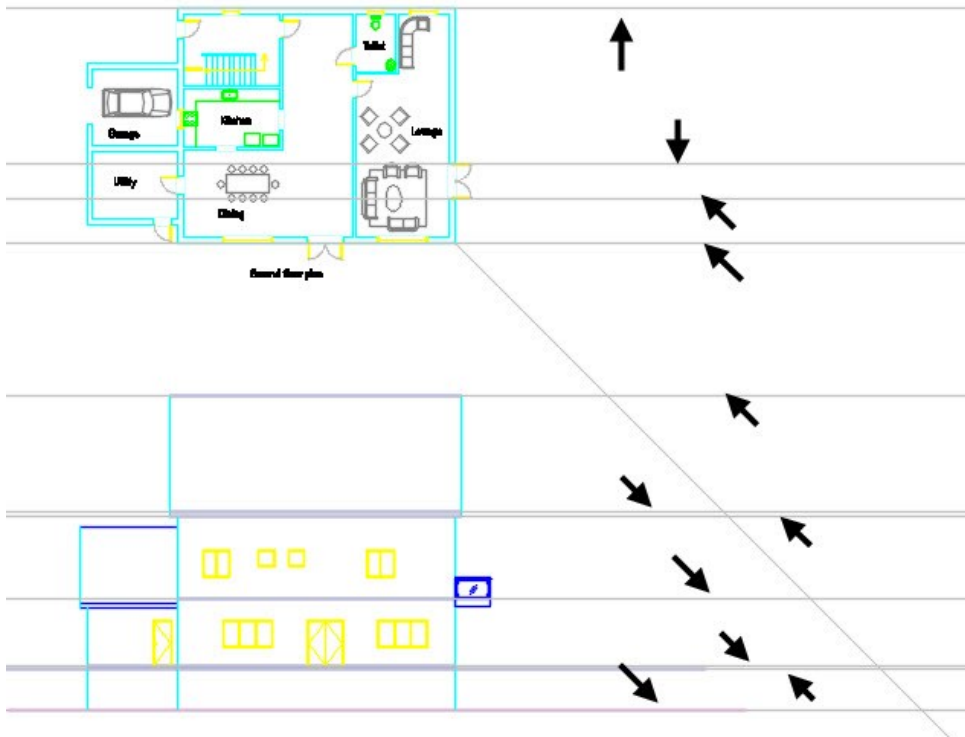 Toilet
Kitchen
Lounge
Garage
Utility
Dining
Ground floor plan